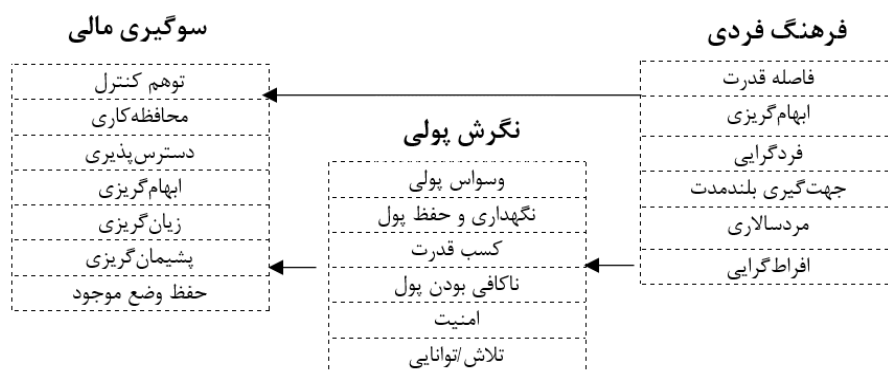 فرهنگ فردی
فاصله قدرت
ابهام‌گریزی
فردگرایی
جهت‌گیری بلندمدت
مردسالاری
افراط‌گرایی
نگرش پولی
وسواس پولی
نگهداری و حفظ پول
کسب قدرت
ناکافی بودن پول
امنیت
تلاش/توانایی
سوگیری مالی
توهم کنترل
محافظه‌کاری
دسترس‌پذیری
ابهام‌گریزی
زیان‌گریزی
پشیمان‌گریزی
حفظ وضع موجود